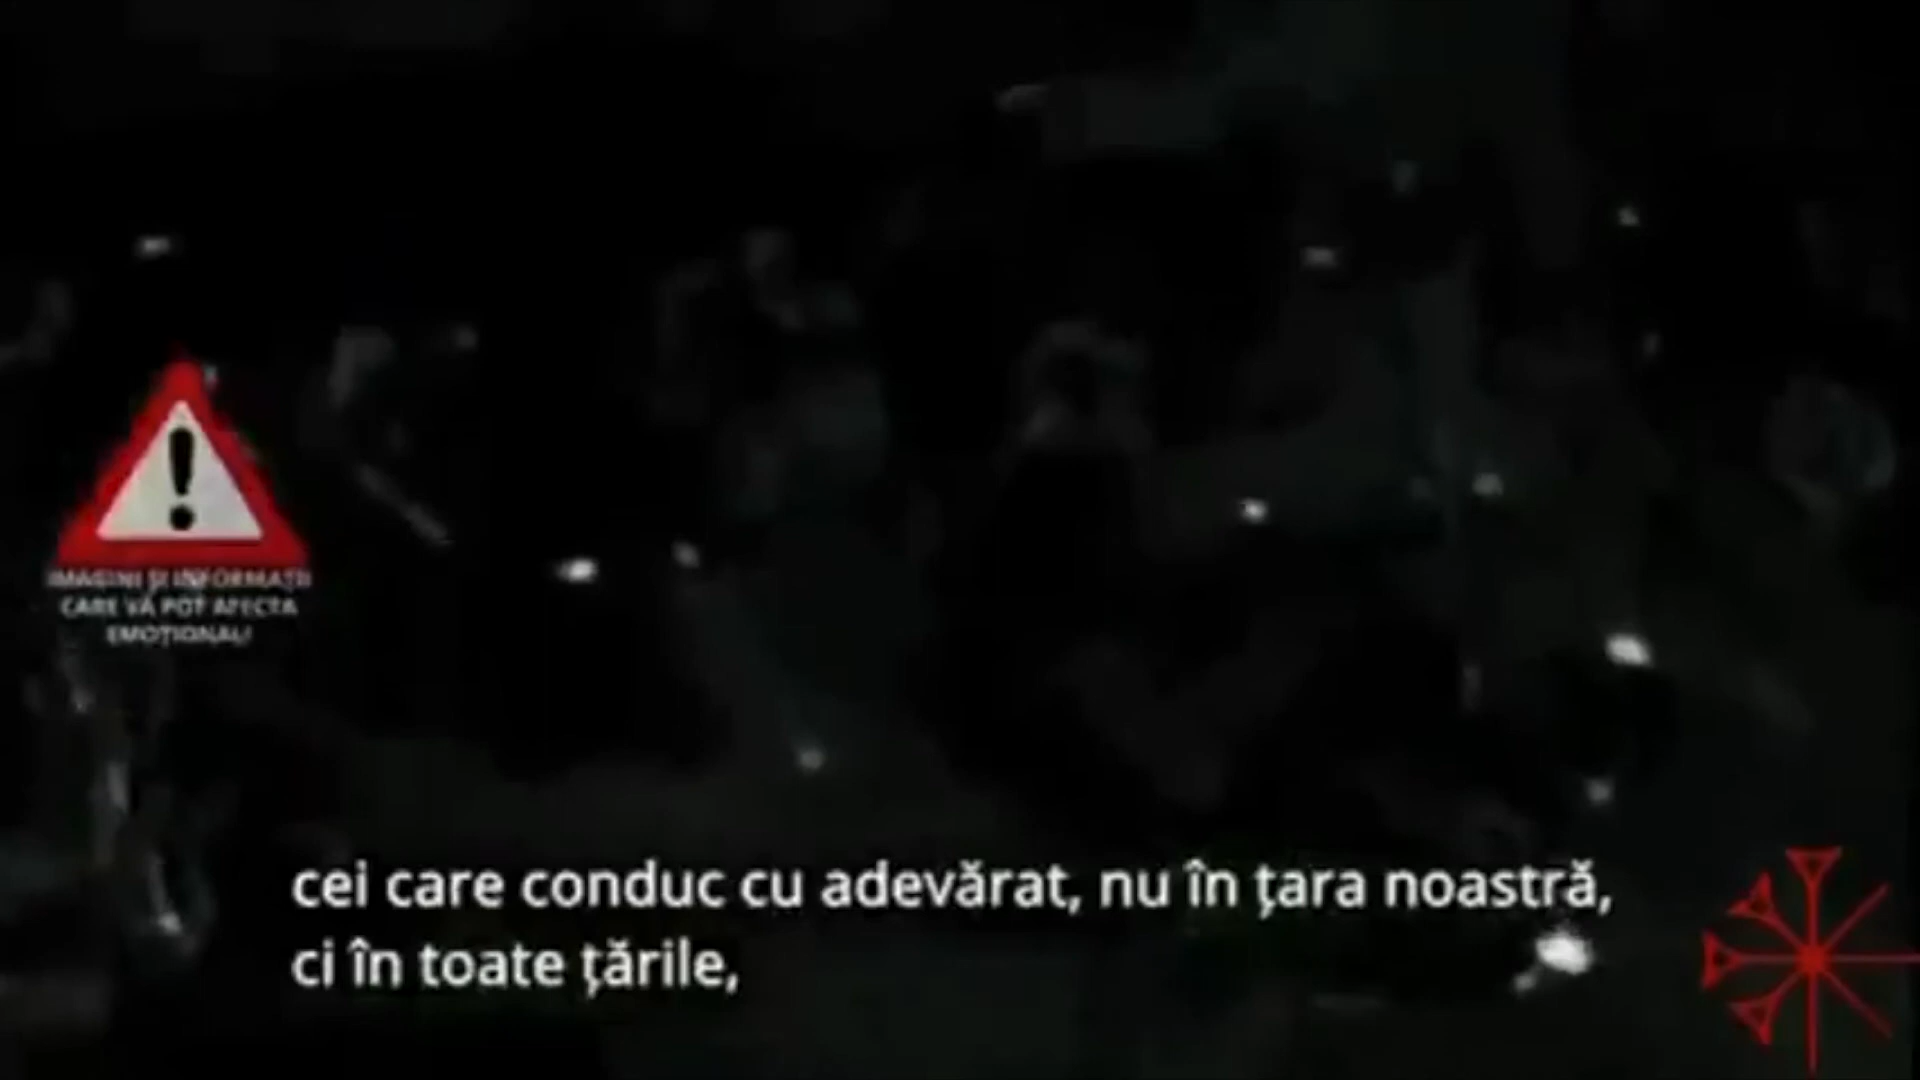 IMAGINI ȘI INFORMAȚII
CARE VĂ POT AFECTA
EMOȚIONAL!
cei care conduc cu adevărat, nu în țara noastră,
ci în toate țările,